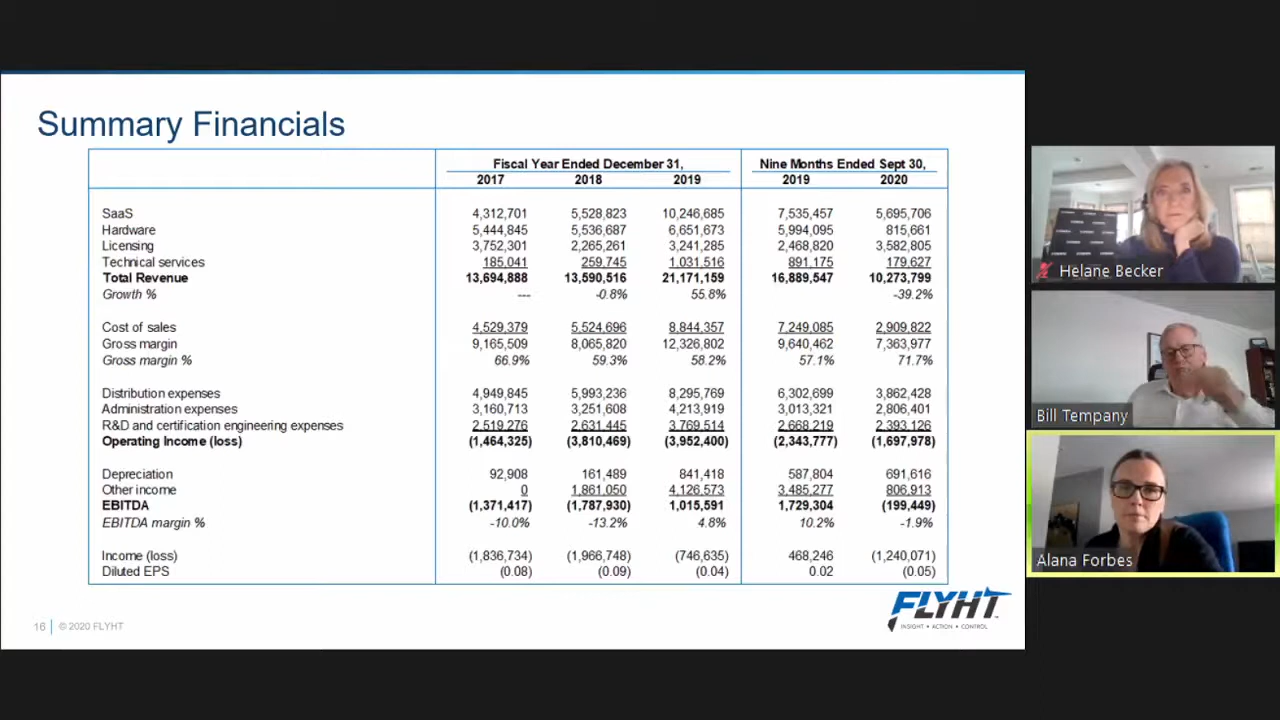 Summary Financials
Fiscal Year Ended December 31, Nine Months Ended Sept 30,
2017 2018 2019 2019 2020
SaaS 4,312,701 5,528,823 10,246,685 7,535,457 5,695,706
Hardware 5,444,845 5,536,687 6,651,673 5,994,095 815,661
Licensing 3,752,301 2,265,261 3,241,285 2,468,820 3,582,805
Technical services 185,041 259,745 1,031,516 891,175 179,627
Total Revenue 13,694,888 13,590,516 21,171,159 16,889,547 10,273,799
Growth % --- -0.8% 55.8% -39.2%
Cost of sales 4,529,379 5,524,696 8,844,357 7,249,085 2,909,822
Gross margin 9,165,509 8,065,820 12,326,802 9,640,462 7,363,977
Gross margin % 66.9% 59.3% 58.2% 57.1% 71.7%
Distribution expenses 4,949,845 5,993,236 8,295,769 6,302,699 3,862,428
Administration expenses 3,160,713 3,251,608 4,213,919 3,013,321 2,806,401
R&D and certification engineering expenses 2,519,276 2,631,445 3,769,514 2,668,219 2,393,126
Operating Income (loss) (1,464,325) (3,810,469) (3,952,400) (2,343,777) (1,697,978)
Depreciation 92,908 161,489 841,418 587,804 691,616
Other income 0 1,861,050 4,126,573 3,485,277 806,913
EBITDA (1,371,417) (1,787,930) 1,015,591 1,729,304 (199,449)
EBITDA margin % -10.0% -13.2% 4.8% 10.2% -1.9%
Income (loss) (1,836,734) (1,966,748) (746,635) 468,246 (1,240,071)
Diluted EPS (0.08) (0.09) (0.04) 0.02 (0.05)
FLYHT
INSIGHT • ACTION • CONTROL
16 © 2020 FLYHT
Helane Becker
Bill Tempany
Alana Forbes